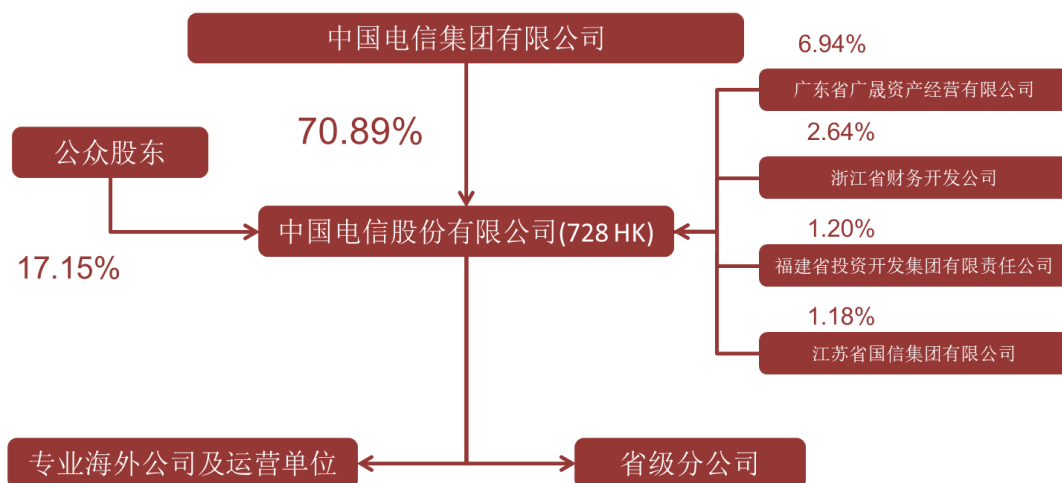 中国电信集团有限公司
6.94%
广东省广晟资产经营有限公司
70.89%
2.64%
公众股东
浙江省财务开发公司
中国电信股份有限公司(728 HK)
1.20%
17.15%
福建省投资开发集团有限责任公司
1.18%
江苏省国信集团有限公司
专业海外公司及运营单位
省级分公司